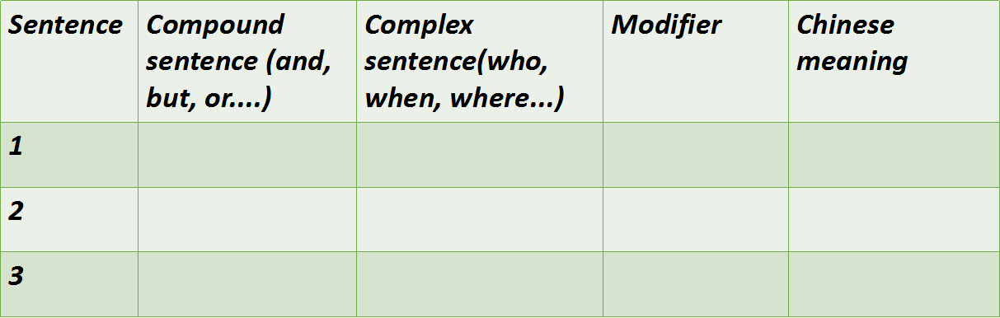 Sentence
Compound
sentence (and,
but, or....)
Complex
sentence(who,
when, where...)
Modifier
Chinese
meaning
1
2
3